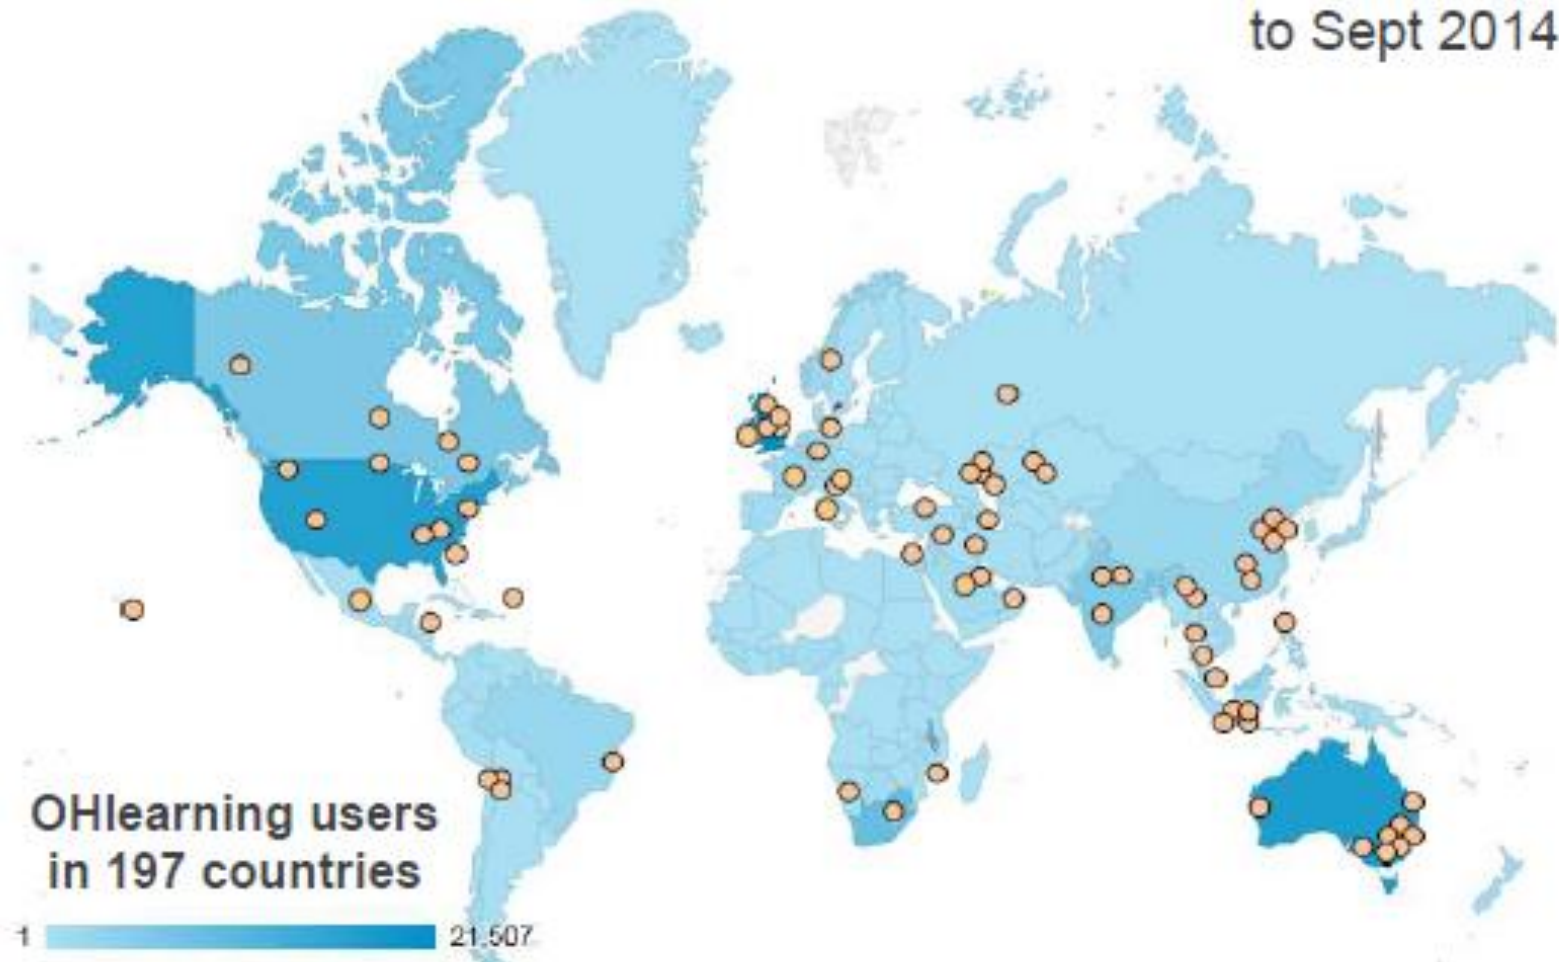 to Sept 2014
OHlearning users
in 197 countries
1
21,507